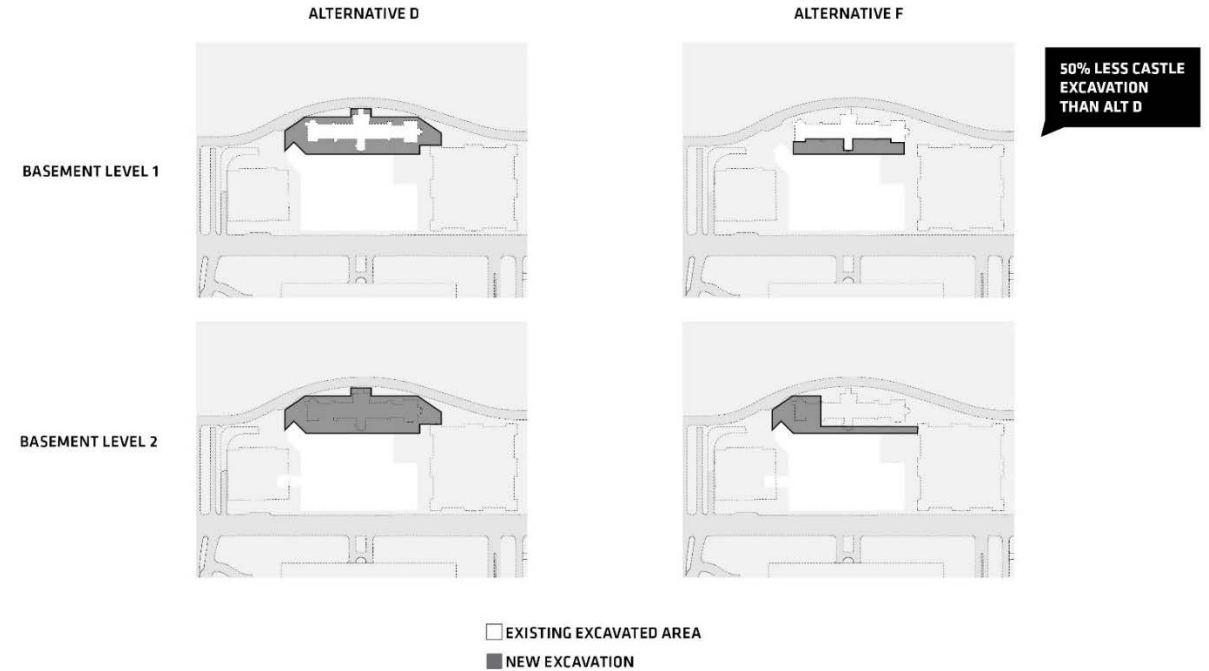 ALTERNATIVE D
ALTERNATIVE F
50% LESS CASTLE
EXCAVATION
THAN ALT D
BASEMENT LEVEL 1
BASEMENT LEVEL 2
EXISTING EXCAVATED AREA
NEW EXCAVATION